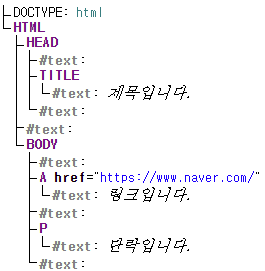 DOCTYPE: html
HTML
HEAD
#text:
TITLE
#text: 제목입니다.
#text:
#text:
BODY
#text:
A href="https://www.naver.com/"
#text: 링크입니다.
#text:
P
#text: 단락입니다.
#text: